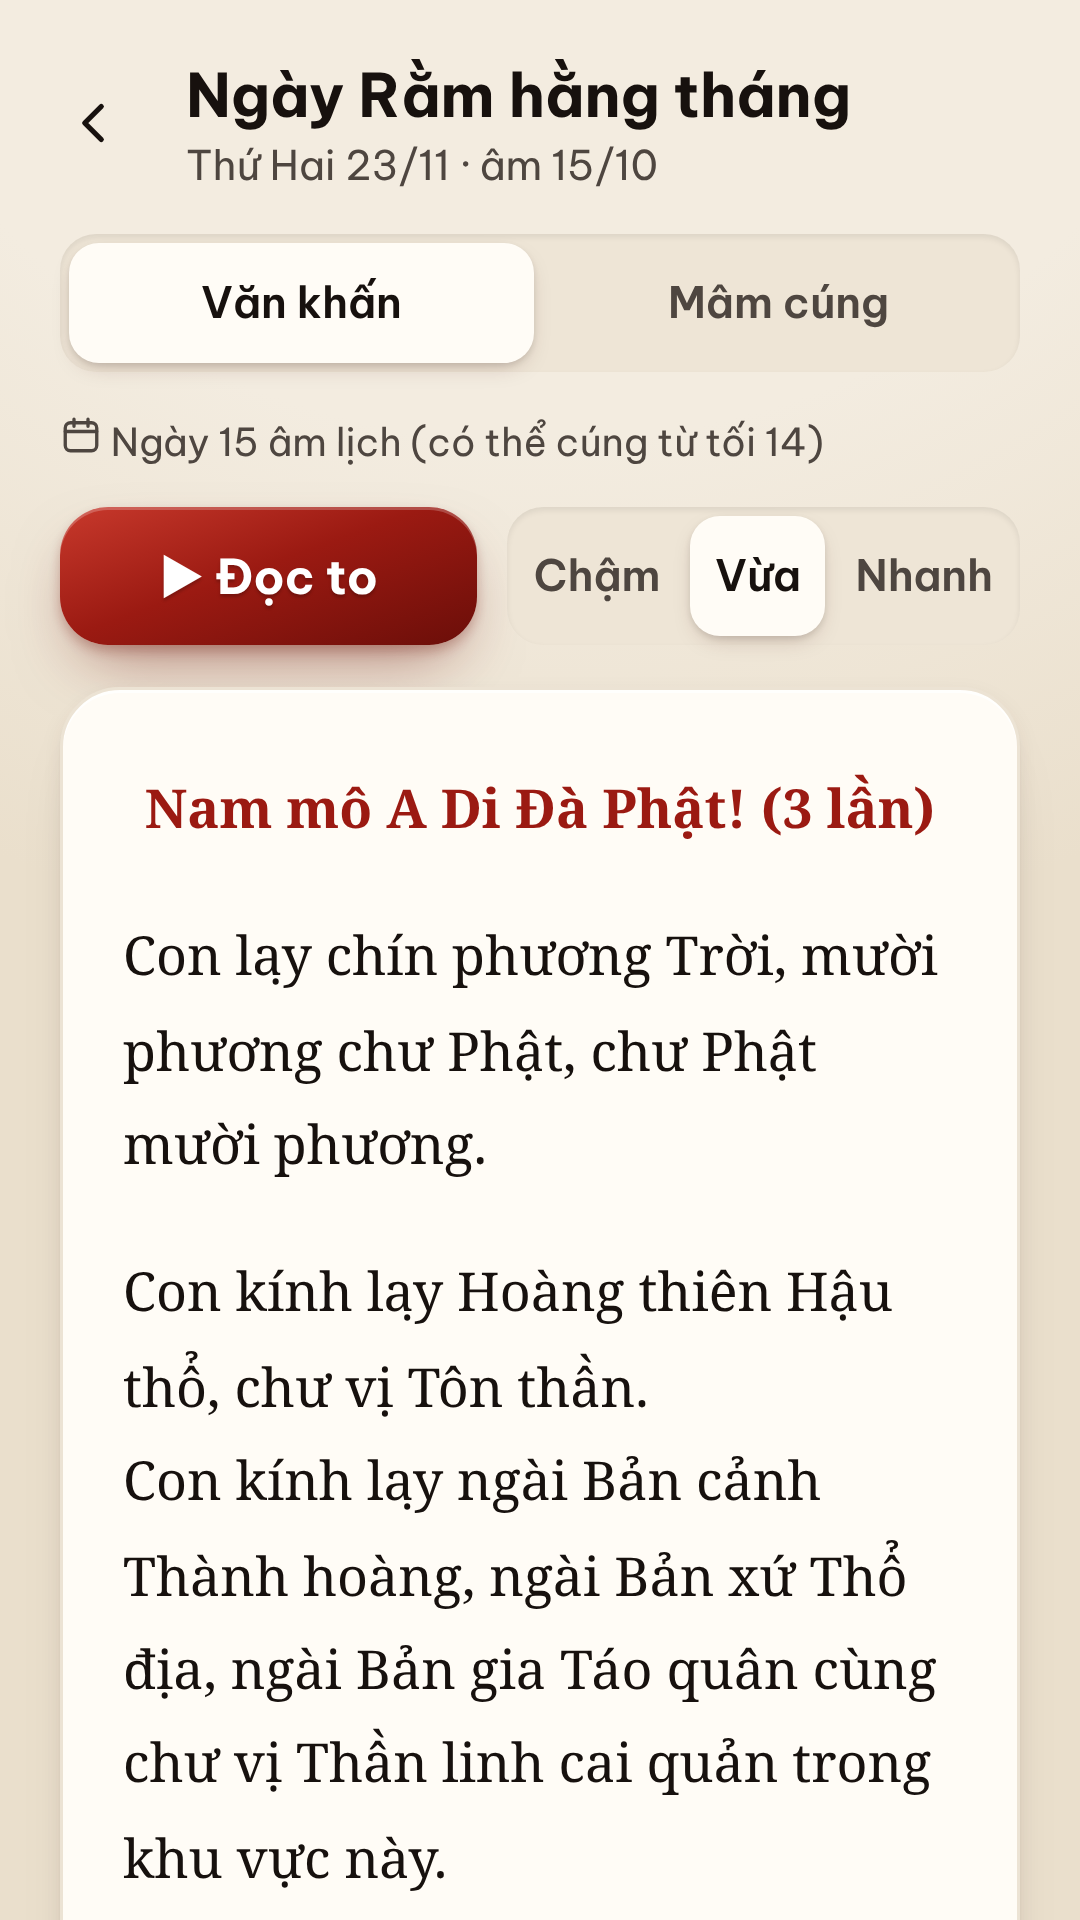 Ngày Rằm hằng tháng
Thứ Hai 23/11 · âm 15/10
Văn khấn
Mâm cúng
Ngày 15 âm lịch (có thể cúng từ tối 14)
Đọc to
Chậm
Vừa
Nhanh
Nam mô A Di Đà Phật! (3 lần)
Con lạy chín phương Trời, mười
phương chư Phật, chư Phật
mười phương.
Con kính lạy Hoàng thiên Hậu
thổ, chư vị Tôn thần.
Con kính lạy ngài Bản cảnh
Thành hoàng, ngài Bản xứ Thổ
địa, ngài Bản gia Táo quân cùng
chư vị Thần linh cai quản trong
khu vực này.